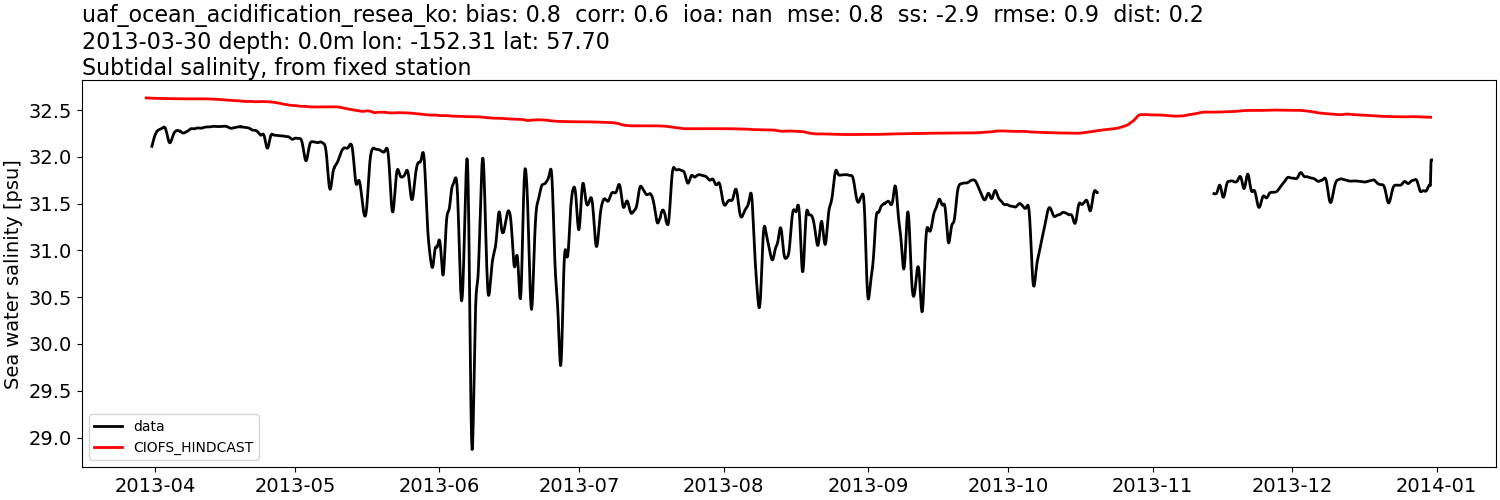 uaf_ocean_acidification_resea_ko: bias: 0.8  corr: 0.6  ioa: nan  mse: 0.8  ss: -2.9  rmse: 0.9  dist: 0.2
2013-03-30 depth: 0.0m lon: -152.31 lat: 57.70
Subtidal salinity, from fixed station
Sea water salinity [psu]
32.5
32.0
31.5
31.0
30.5
30.0
29.5
29.0
data
CIOFS_HINDCAST
2013-04 2013-05 2013-06 2013-07 2013-08 2013-09 2013-10 2013-11 2013-12 2014-01